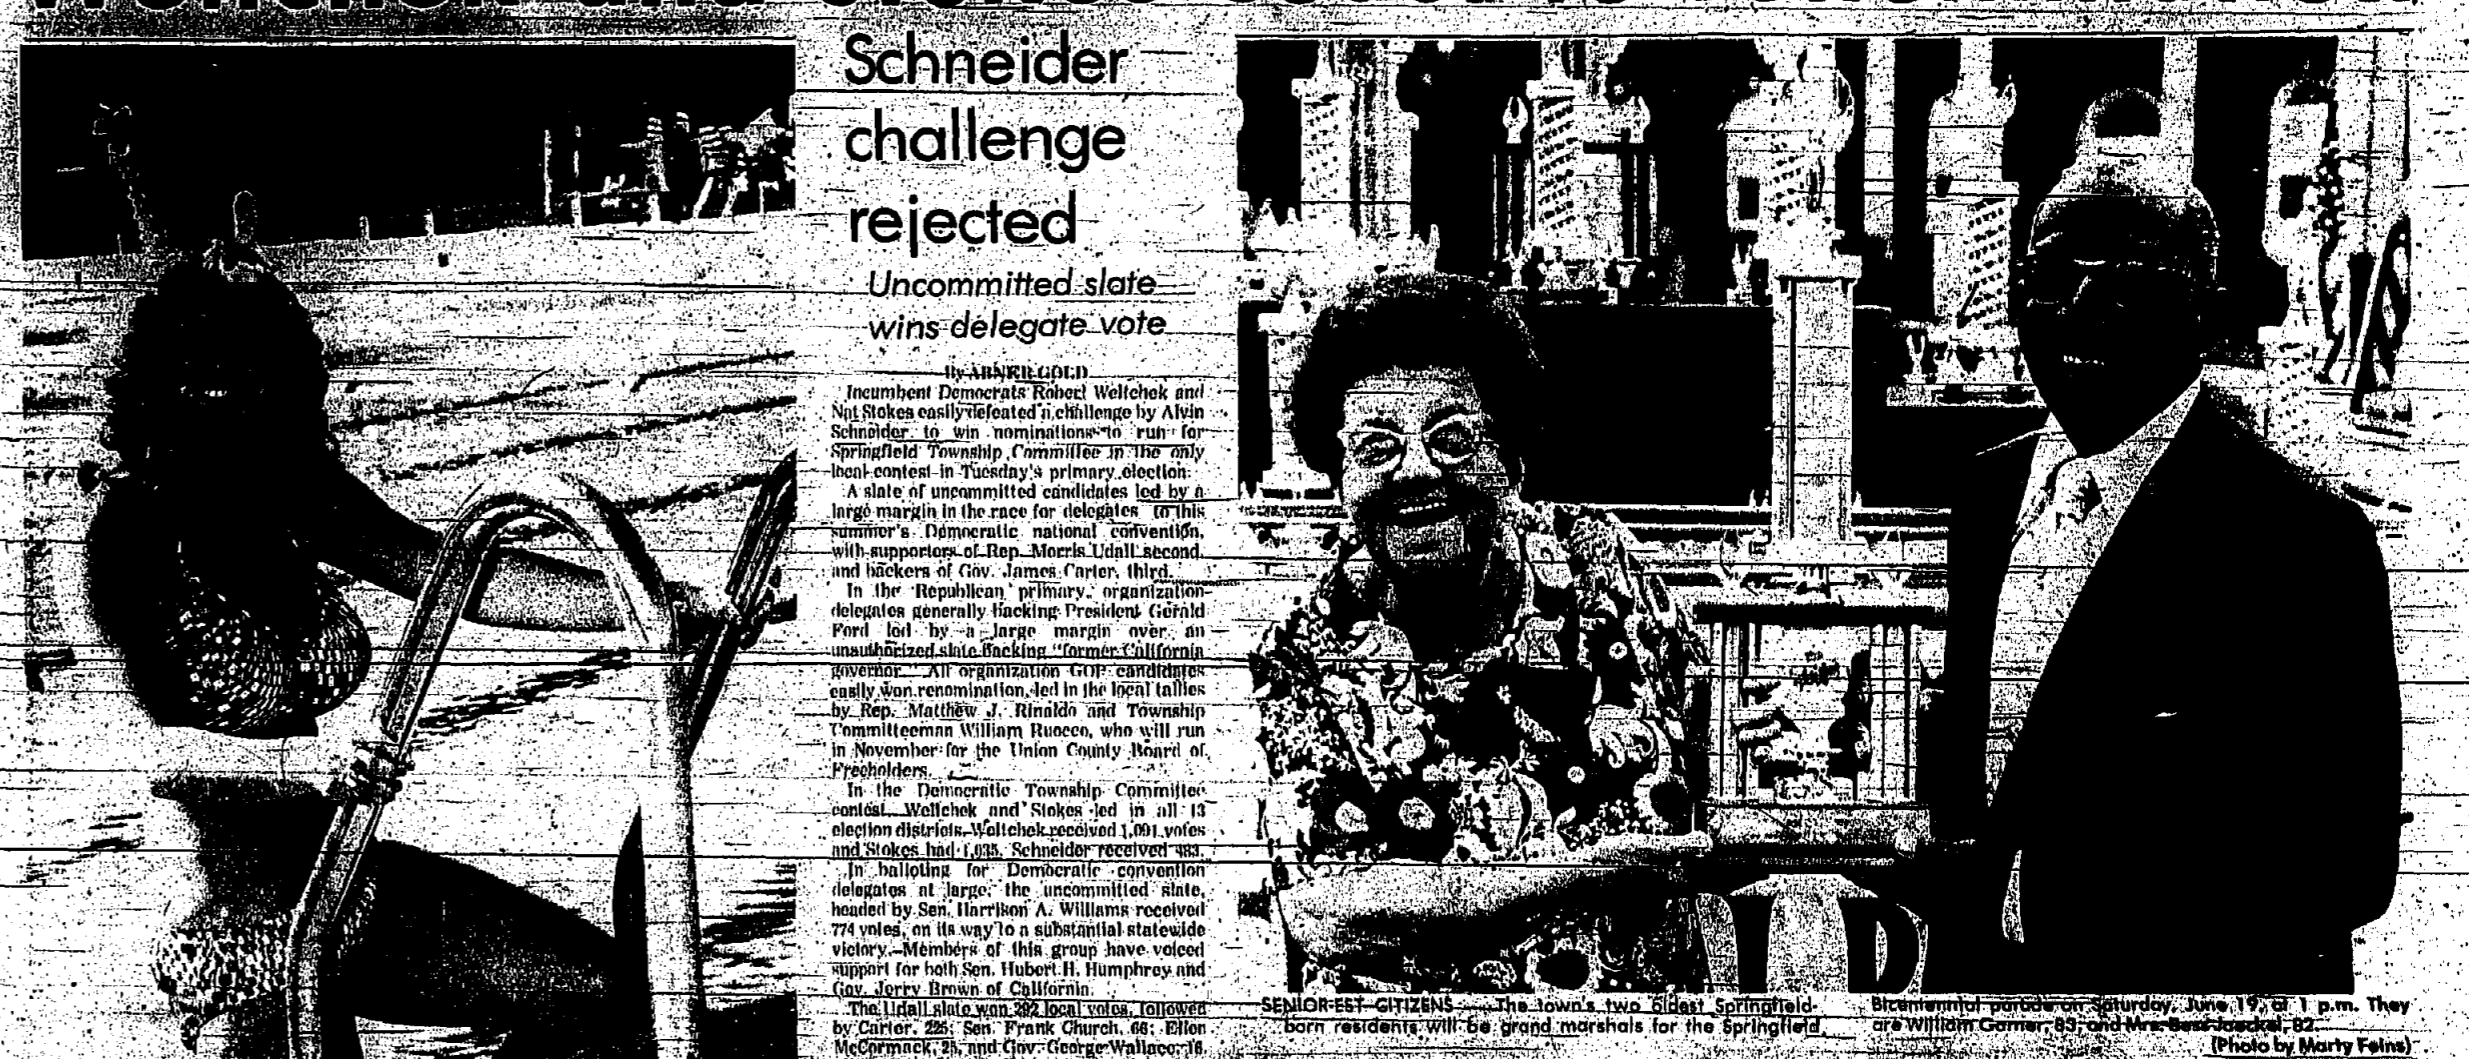 Schneider
challenge
rejected
Uncommitted slate
wins delegate vote
By ABNER GOLD
Incumbent Democrats Robert Weltchek and
Nat Stokes easily defeated a challenge by Alvin
Schneider to win nominations to run for
Springfield Township Committee in the only
local contest in Tuesday's primary election.
A slate of uncommitted candidates led by a
large margin in the race for delegates to this
summer's Democratic national convention,
with supporters of Rep. Morris Udall second
and backers of Gov. James Carter, third.
In the Republican primary, organization
delegates generally backing President Gerald
Ford led by a large margin over an
unauthorized slate backing "former California
governor." All organization GOP candidates
easily won renomination, led in the local tallies
by Rep. Matthew J. Rinaldo and Township
Committeeman William Ruocco, who will run
in November for the Union County Board of
Freeholders.
In the Democratic Township Committee
contest, Weltchek and Stokes led in all 13
election districts. Weltchek received 1,091 votes
and Stokes had 1,035. Schneider received 483.
In balloting for Democratic convention
delegates at large, the uncommitted slate,
headed by Sen. Harrison A. Williams received
774 votes, on its way to a substantial statewide
victory. Members of this group have voiced
support for both Sen. Hubert H. Humphrey and
Gov. Jerry Brown of California.
The Udall slate won 292 local votes, followed
by Carter, 225; Sen. Frank Church, 66; Ellen
McCormack, 25, and Gov. George Wallace, 16.
SENIOR-EST CITIZENS — The town's two oldest Springfield-
born residents will be grand marshals for the Springfield
Bicentennial parade on Saturday, June 19, at 1 p.m. They
are William Garner, 83, and Mrs. Bess Jaeckel, 82.
(Photo by Marty Feins)